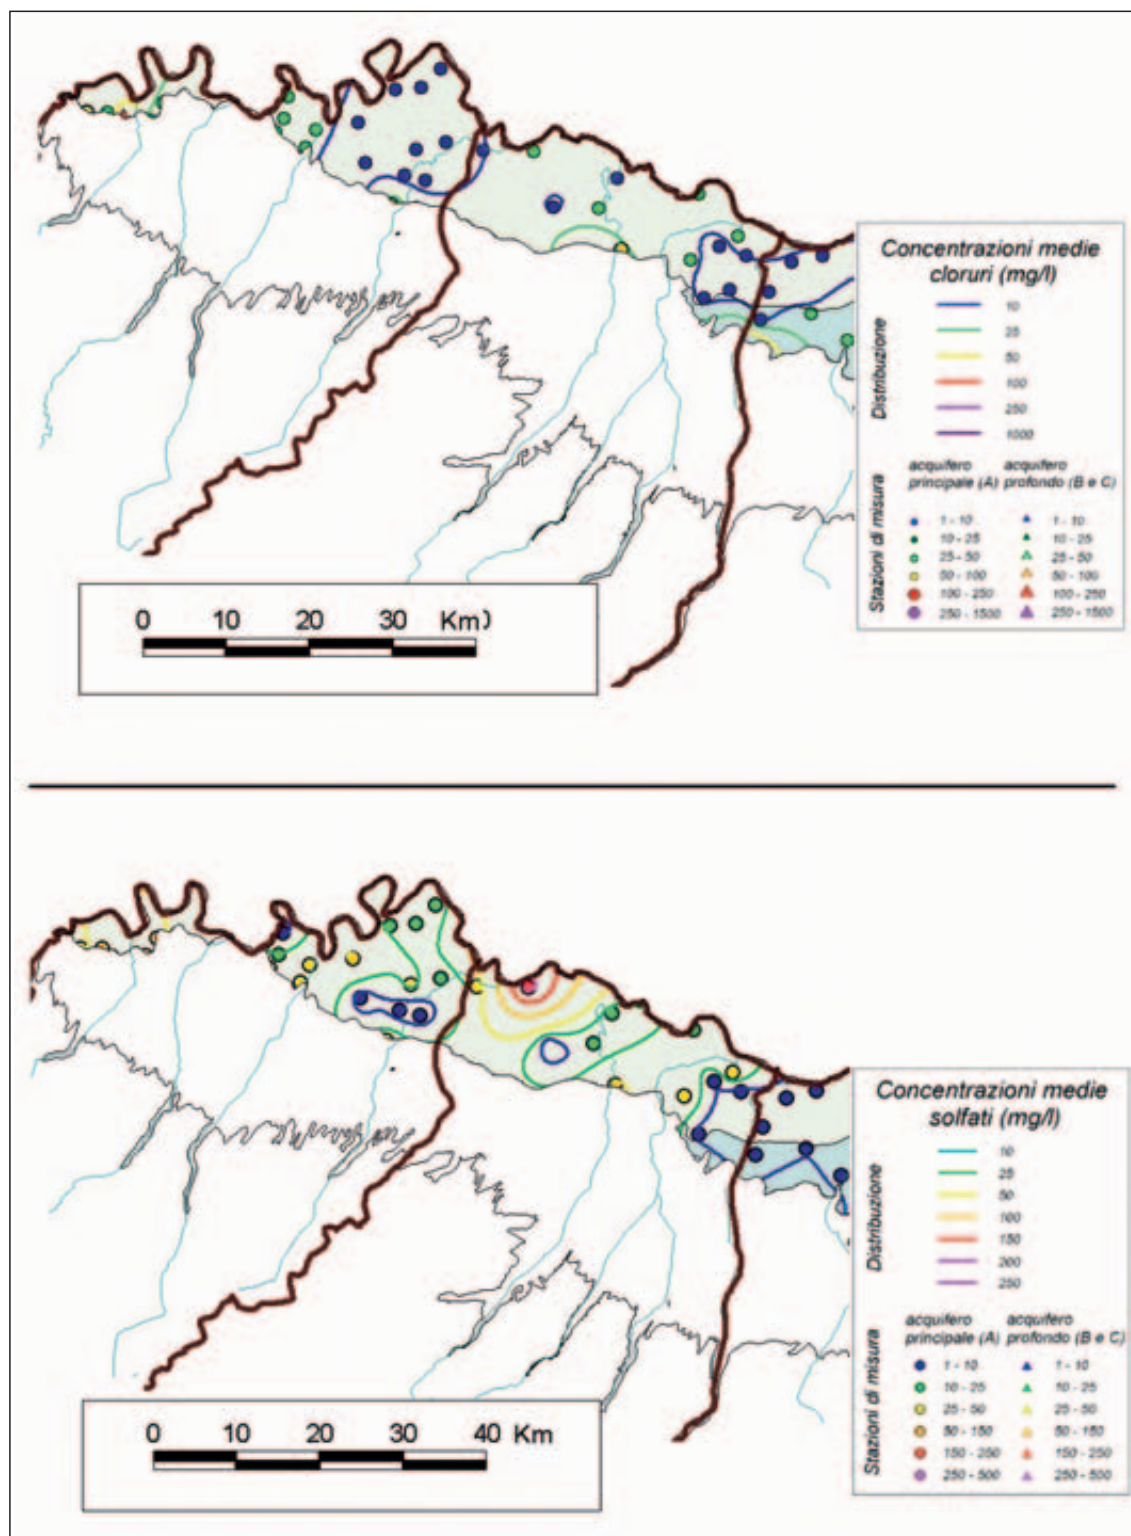 Concentrazioni medie
cloruri (mg/l)
Distribuzione
10
25
50
100
250
1000
Stazioni di misura
acquifero acquifero
principale (A) profondo (B e C)
1 - 10 1 - 10
10 - 25 10 - 25
25 - 50 25 - 50
50 - 100 50 - 100
100 - 250 100 - 250
250 - 1500 250 - 1500
0 10 20 30 Km)
Concentrazioni medie
solfati (mg/l)
Distribuzione
10
25
50
100
150
200
250
Stazioni di misura
acquifero acquifero
principale (A) profondo (B e C)
1 - 10 1 - 10
10 - 25 10 - 25
25 - 50 25 - 50
50 - 150 50 - 150
150 - 250 150 - 250
250 - 500 250 - 500
0 10 20 30 40 Km